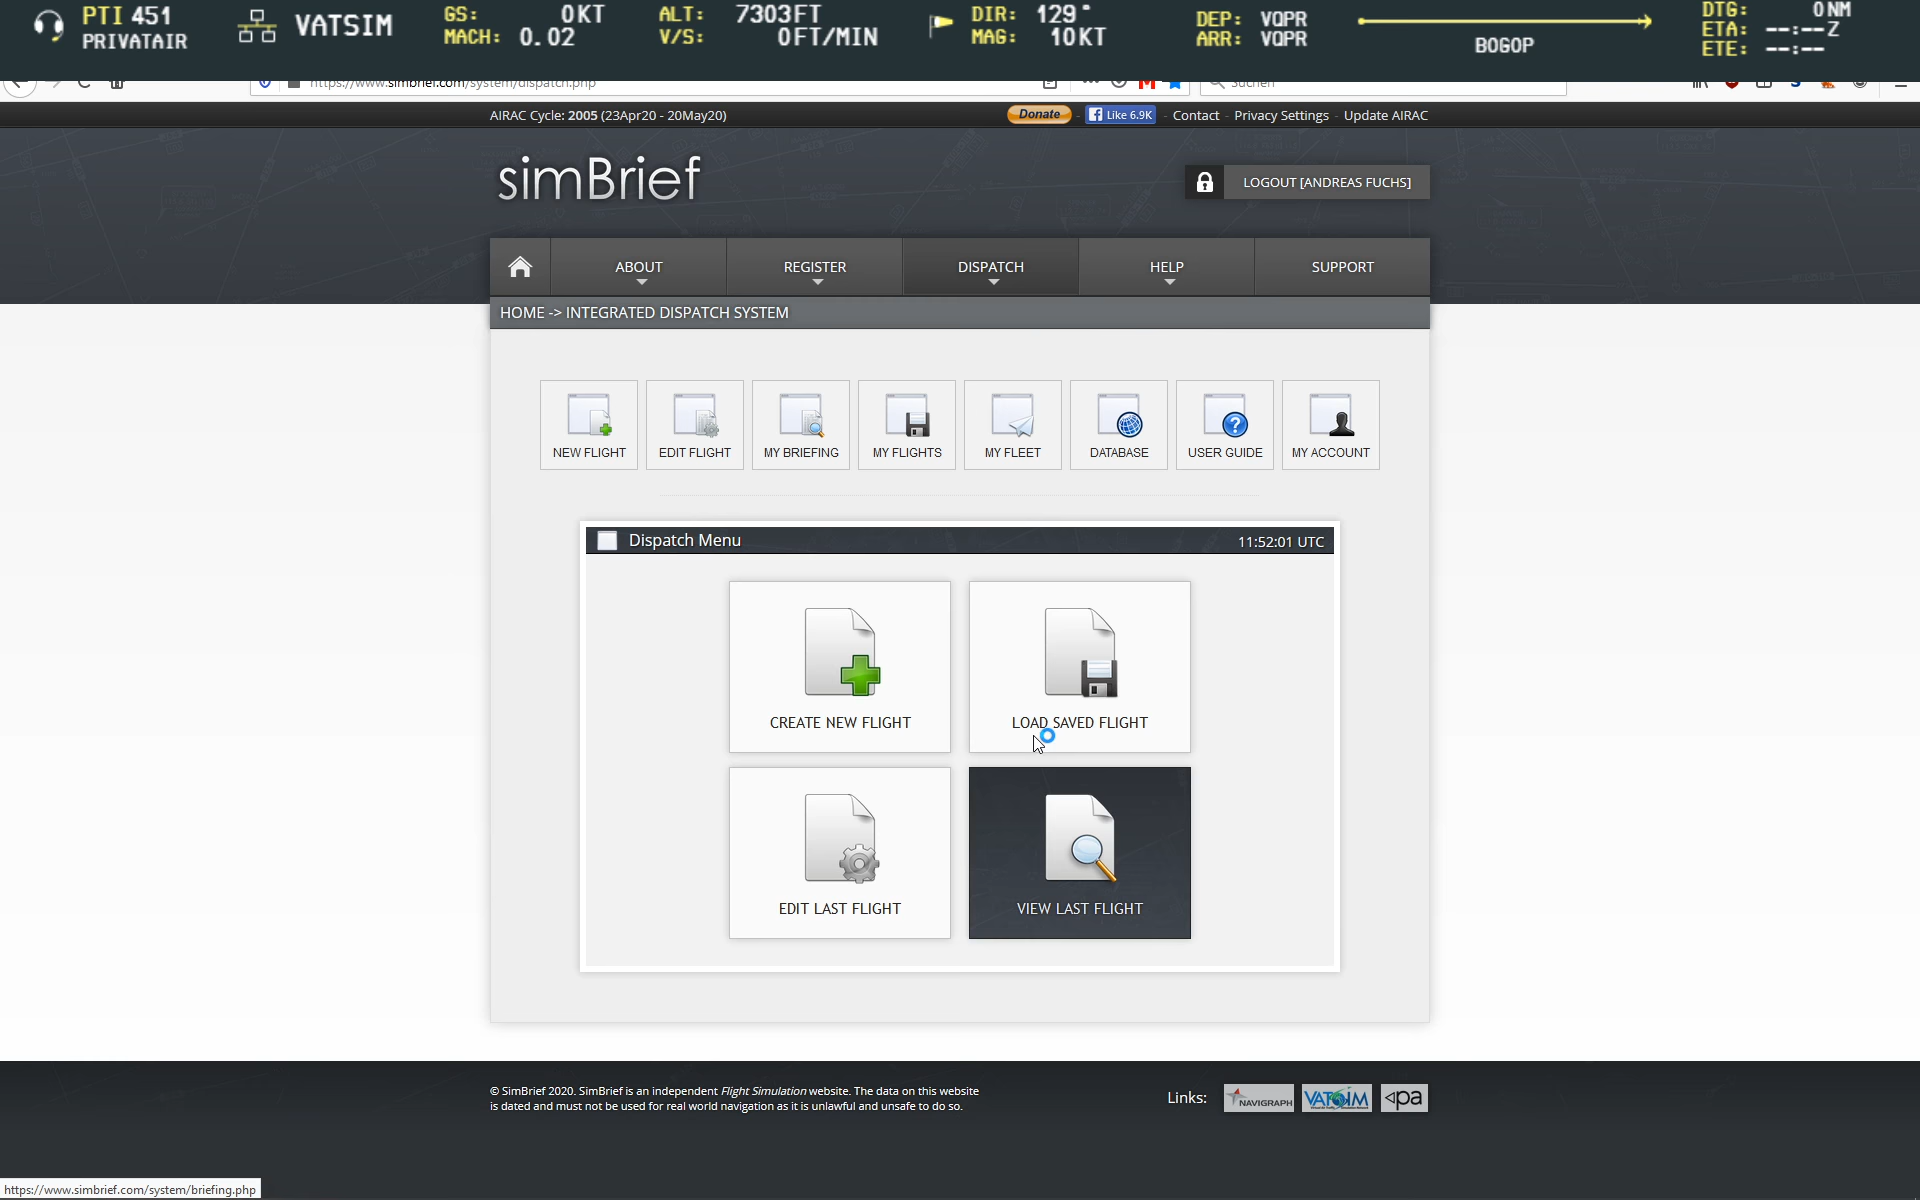 PTI 451
PRIVATAIR
VATSIM
GS: 0KT
MACH: 0.02
ALT: 7303FT
V/S: 0FT/MIN
DIR: 129°
MAG: 10KT
DEP: VQPR
ARR: VQPR
BOGOP
DTG: 0NM
ETA: --:--Z
ETE: --:--
https://www.simbrief.com/system/dispatch.php
Suchen
AIRAC Cycle: 2005 (23Apr20 - 20May20)
Donate - Like 6.9K - Contact - Privacy Settings - Update AIRAC
simBrief
LOGOUT [ANDREAS FUCHS]
ABOUT REGISTER DISPATCH HELP SUPPORT
HOME -> INTEGRATED DISPATCH SYSTEM
NEW FLIGHT EDIT FLIGHT MY BRIEFING MY FLIGHTS MY FLEET DATABASE USER GUIDE MY ACCOUNT
Dispatch Menu 11:52:01 UTC
CREATE NEW FLIGHT LOAD SAVED FLIGHT
EDIT LAST FLIGHT VIEW LAST FLIGHT
© SimBrief 2020. SimBrief is an independent Flight Simulation website. The data on this website
is dated and must not be used for real world navigation as it is unlawful and unsafe to do so.
Links: NAVIGRAPH VATSIM vpa
https://www.simbrief.com/system/briefing.php